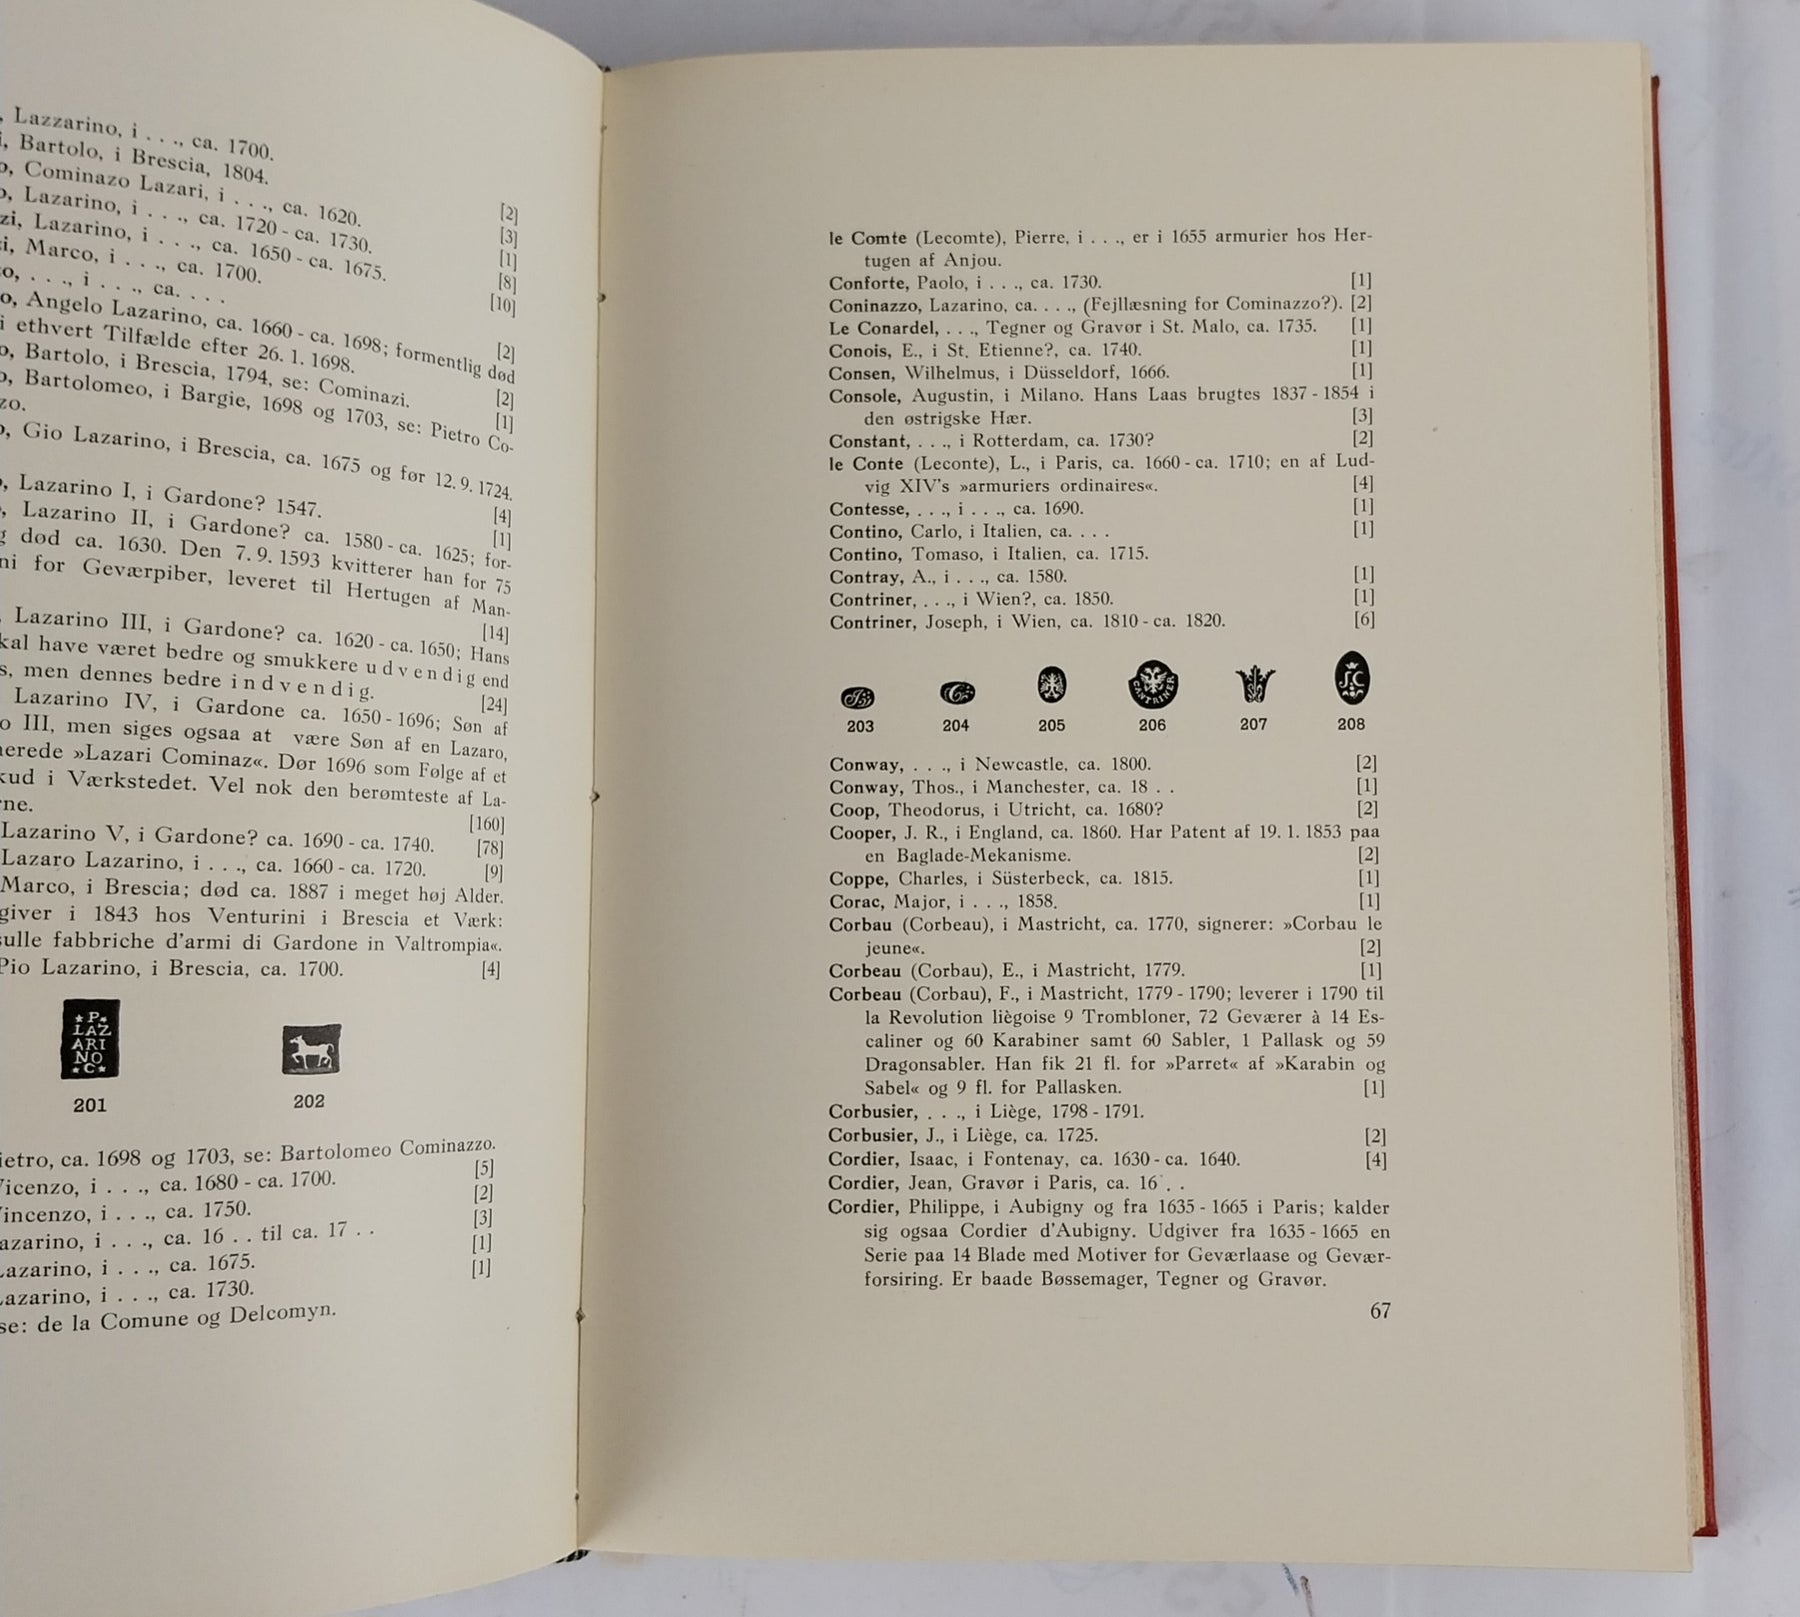 Lazzarino, i . . ., ca. 1700.
Bartolo, i Brescia, 1804.
Cominazo Lazari, i . . ., ca. 1620. [2]
Lazarino, i . . ., ca. 1720 - ca. 1730. [3]
Lazarino, i . . ., ca. 1650 - ca. 1675. [1]
Marco, i . . ., ca. 1700. [8]
. . ., i . . ., ca. . . . [10]
Angelo Lazarino, ca. 1660 - ca. 1698; formentlig død
i ethvert Tilfælde efter 26. 1. 1698. [2]
Bartolo, i Brescia, 1794, se: Cominazi. [2]
Bartolomeo, i Bargie, 1698 og 1703, se: Pietro Co-
[1]
Gio Lazarino, i Brescia, ca. 1675 og før 12. 9. 1724.
Lazarino I, i Gardone? 1547. [4]
Lazarino II, i Gardone? ca. 1580 - ca. 1625; for-
[1]
død ca. 1630. Den 7. 9. 1593 kvitterer han for 75
for Geværpiber, leveret til Hertugen af Man-
[14]
Lazarino III, i Gardone? ca. 1620 - ca. 1650; Hans
have været bedre og smukkere udvendig end
men dennes bedre indvendig. [24]
Lazarino IV, i Gardone ca. 1650 - 1696; Søn af
III, men siges ogsaa at være Søn af en Lazaro,
»Lazari Cominaz«. Dør 1696 som Følge af et
i Værkstedet. Vel nok den berømteste af La-
[160]
Lazarino V, i Gardone? ca. 1690 - ca. 1740. [78]
Lazaro Lazarino, i . . ., ca. 1660 - ca. 1720. [9]
Marco, i Brescia; død ca. 1887 i meget høj Alder.
giver i 1843 hos Venturini i Brescia et Værk:
sulle fabbriche d'armi di Gardone in Valtrompia«.
Pio Lazarino, i Brescia, ca. 1700. [4]
P.
LAZ
ARI
NO
C
201 202
ca. 1698 og 1703, se: Bartolomeo Cominazzo.
Vicenzo, i . . ., ca. 1680 - ca. 1700. [5]
Vincenzo, i . . ., ca. 1750. [2]
Lazarino, i . . ., ca. 16 . . til ca. 17 . . [3]
Lazarino, i . . ., ca. 1675. [1]
Lazarino, i . . ., ca. 1730. [1]
se: de la Comune og Delcomyn.
le Comte (Lecomte), Pierre, i . . ., er i 1655 armurier hos Her-
tugen af Anjou.
Conforte, Paolo, i . . ., ca. 1730. [1]
Coninazzo, Lazarino, ca. . . ., (Fejllæsning for Cominazzo?). [2]
Le Conardel, . . ., Tegner og Gravør i St. Malo, ca. 1735. [1]
Conois, E., i St. Etienne?, ca. 1740. [1]
Consen, Wilhelmus, i Düsseldorf, 1666. [1]
Console, Augustin, i Milano. Hans Laas brugtes 1837 - 1854 i
den østrigske Hær. [3]
Constant, . . ., i Rotterdam, ca. 1730? [2]
le Conte (Leconte), L., i Paris, ca. 1660 - ca. 1710; en af Lud-
vig XIV's »armuriers ordinaires«. [4]
Contesse, . . ., i . . ., ca. 1690. [1]
Contino, Carlo, i Italien, ca. . . . [1]
Contino, Tomaso, i Italien, ca. 1715.
Contray, A., i . . ., ca. 1580. [1]
Contriner, . . ., i Wien?, ca. 1850. [1]
Contriner, Joseph, i Wien, ca. 1810 - ca. 1820. [6]
CANTRINER
203 204 205 206 207 208
Conway, . . ., i Newcastle, ca. 1800. [2]
Conway, Thos., i Manchester, ca. 18 . . [1]
Coop, Theodorus, i Utricht, ca. 1680? [2]
Cooper, J. R., i England, ca. 1860. Har Patent af 19. 1. 1853 paa
en Baglade-Mekanisme. [2]
Coppe, Charles, i Süsterbeck, ca. 1815. [1]
Corac, Major, i . . ., 1858. [1]
Corbau (Corbeau), i Mastricht, ca. 1770, signerer: »Corbau le
jeune«. [2]
Corbeau (Corbau), E., i Mastricht, 1779. [1]
Corbeau (Corbau), F., i Mastricht, 1779 - 1790; leverer i 1790 til
la Revolution liègoise 9 Trombloner, 72 Geværer à 14 Es-
caliner og 60 Karabiner samt 60 Sabler, 1 Pallask og 59
Dragonsabler. Han fik 21 fl. for »Parret« af »Karabin og
Sabel« og 9 fl. for Pallasken. [1]
Corbusier, . . ., i Liège, 1798 - 1791.
Corbusier, J., i Liège, ca. 1725. [2]
Cordier, Isaac, i Fontenay, ca. 1630 - ca. 1640. [4]
Cordier, Jean, Gravør i Paris, ca. 16 . .
Cordier, Philippe, i Aubigny og fra 1635 - 1665 i Paris; kalder
sig ogsaa Cordier d'Aubigny. Udgiver fra 1635 - 1665 en
Serie paa 14 Blade med Motiver for Geværlaase og Gevær-
forsiring. Er baade Bøssemager, Tegner og Gravør.
67